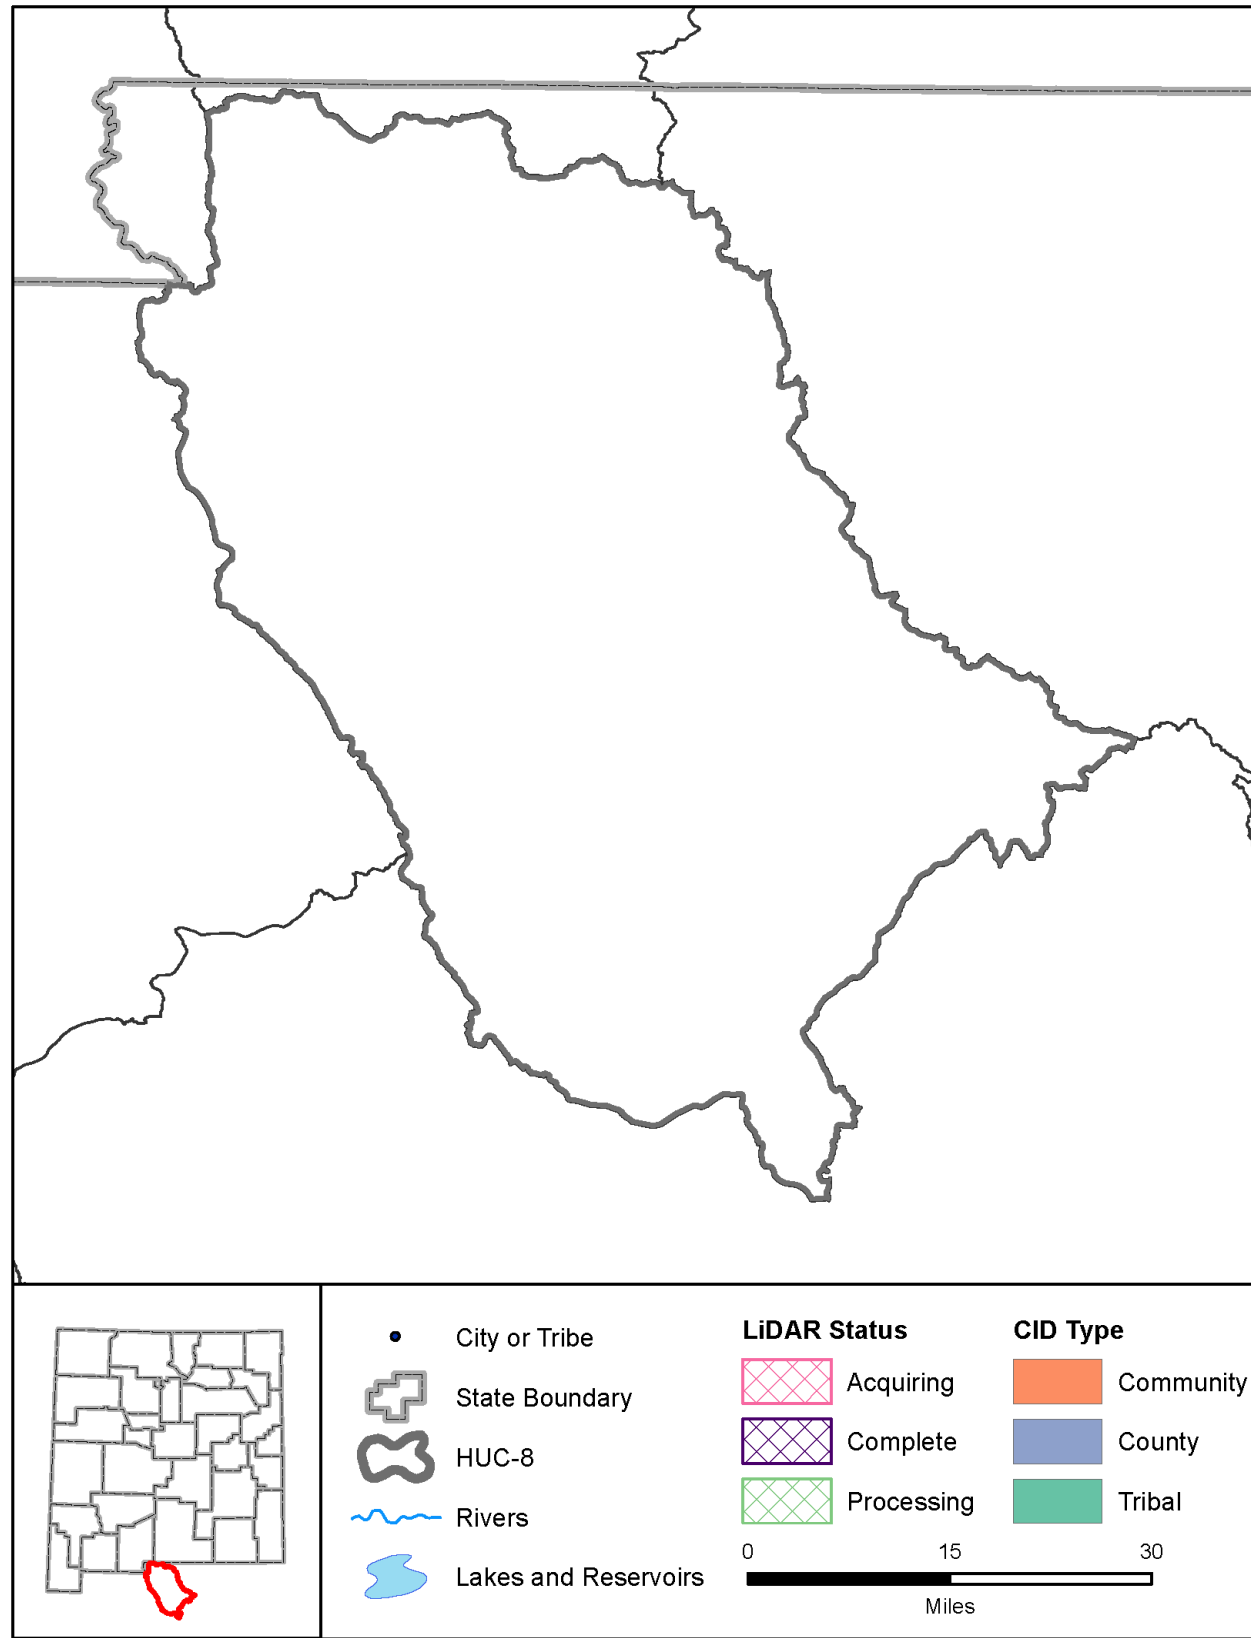 City or Tribe
State Boundary
HUC-8
Rivers
Lakes and Reservoirs
LiDAR Status
Acquiring
Complete
Processing
CID Type
Community
County
Tribal
0 15 30
Miles